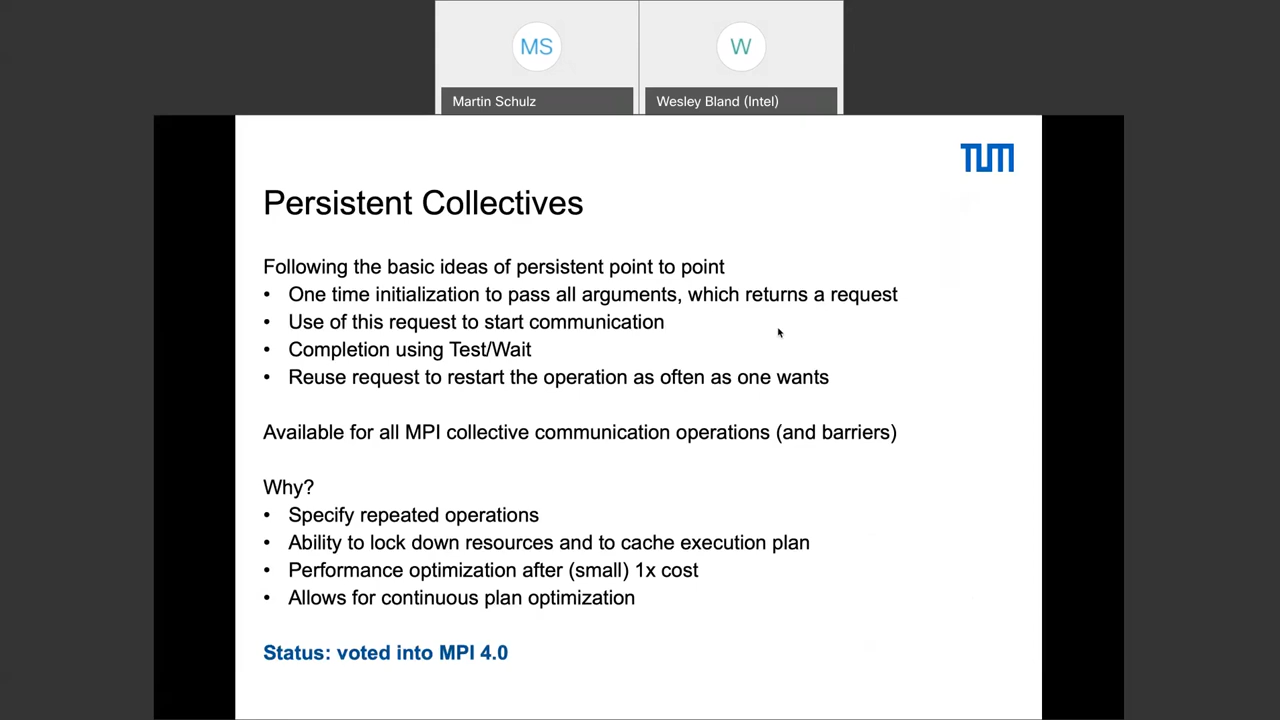 MS
W
Martin Schulz
Wesley Bland (Intel)
TUM
Persistent Collectives
Following the basic ideas of persistent point to point
• One time initialization to pass all arguments, which returns a request
• Use of this request to start communication
• Completion using Test/Wait
• Reuse request to restart the operation as often as one wants
Available for all MPI collective communication operations (and barriers)
Why?
• Specify repeated operations
• Ability to lock down resources and to cache execution plan
• Performance optimization after (small) 1x cost
• Allows for continuous plan optimization
Status: voted into MPI 4.0